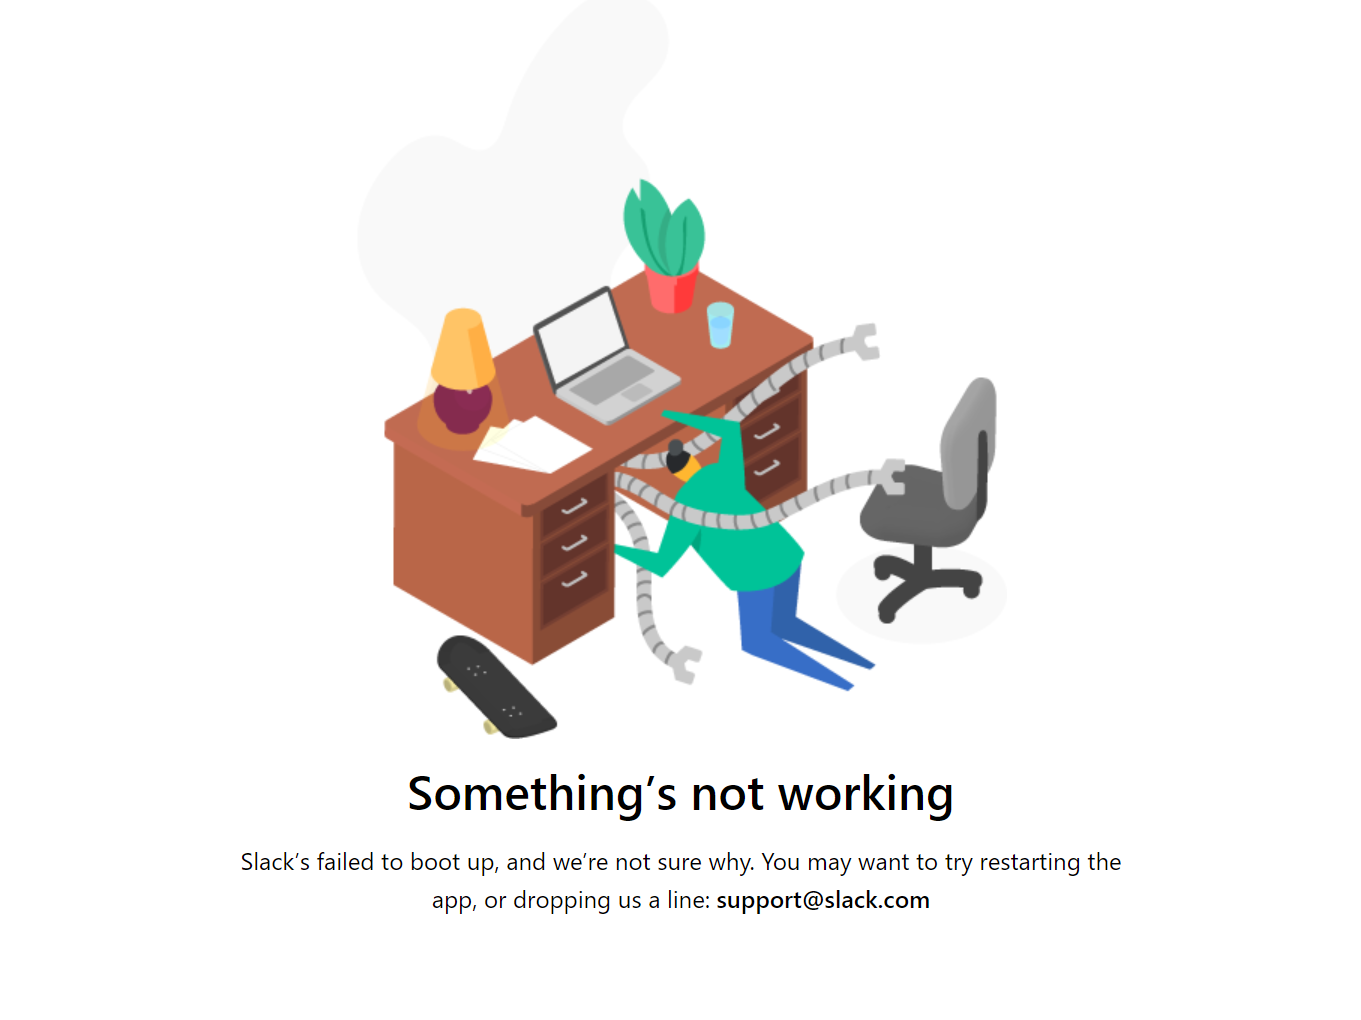 Something’s not working
Slack’s failed to boot up, and we’re not sure why. You may want to try restarting the
app, or dropping us a line: support@slack.com